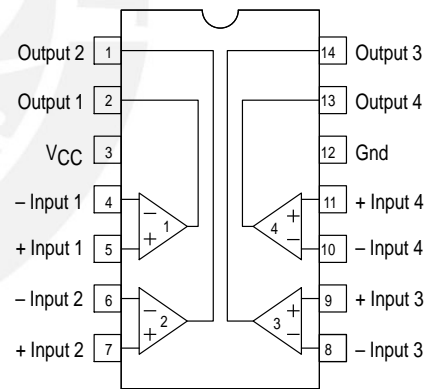 Output 2 1 14 Output 3
Output 1 2 13 Output 4
VCC 3 12 Gnd
– Input 1 4 – 1 11 + Input 4
+ Input 1 5 + 4 + 10 – Input 4
– Input 2 6 – 2 – 9 + Input 3
+ Input 2 7 + 3 + – 8 – Input 3